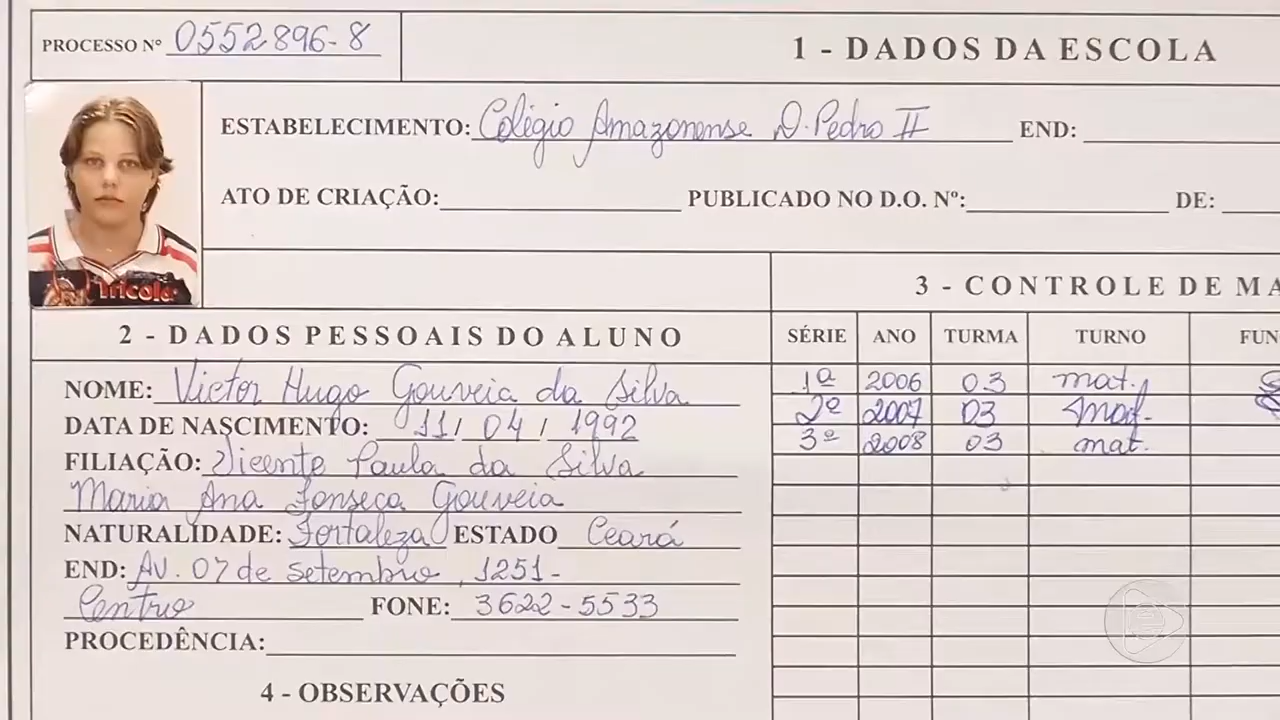 PROCESSO Nº 0552896-8
1 - DADOS DA ESCOLA
ESTABELECIMENTO: Colégio Amazonense D. Pedro II END:
ATO DE CRIAÇÃO: PUBLICADO NO D.O. Nº: DE:
Tricolo
3 - CONTROLE DE MA
2 - DADOS PESSOAIS DO ALUNO
SÉRIE ANO TURMA TURNO FUN
NOME: Victor Hugo Gouveia da Silva
1ª 2006 03 mat.
DATA DE NASCIMENTO: 11/ 04 / 1992
2ª 2007 03 mat.
FILIAÇÃO: Vicente Paula da Silva
3ª 2008 03 mat.
Maria Ana Fonseca Gouveia
NATURALIDADE: Fortaleza ESTADO Ceará
END: Av. 07 de Setembro, 1251-
Centro FONE: 3622-5533
PROCEDÊNCIA:
4 - OBSERVAÇÕES